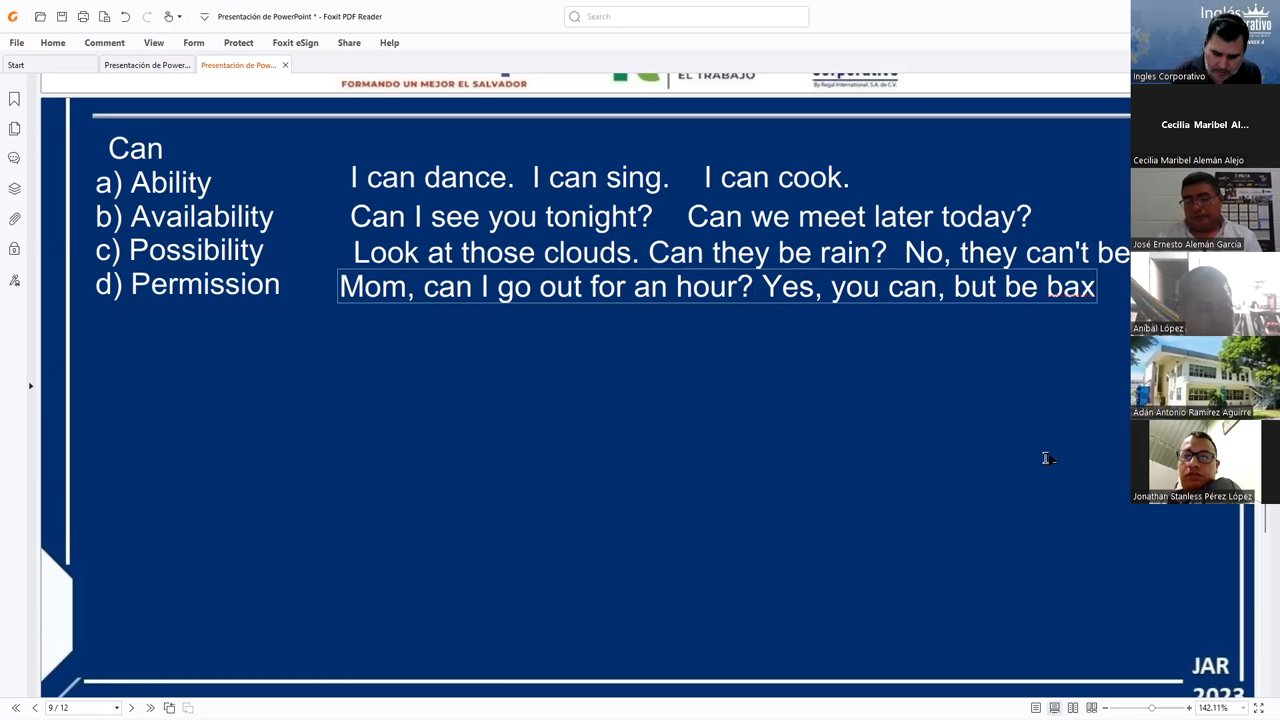 Presentación de PowerPoint * - Foxit PDF Reader
Search
File Home Comment View Form Protect Foxit eSign Share Help
Start Presentación de Power... Presentación de Pow...
FORMANDO UN MEJOR EL SALVADOR
EL TRABAJO
By Regal International, S.A. de C.V.
Can
a) Ability I can dance. I can sing. I can cook.
b) Availability Can I see you tonight? Can we meet later today?
c) Possibility Look at those clouds. Can they be rain? No, they can't be
d) Permission Mom, can I go out for an hour? Yes, you can, but be bax
JAR
2023
9 / 12
142.11%
Ingles Corporativo
Cecilia Maribel Al...
Cecilia Maribel Alemán Alejo
José Ernesto Alemán García
Aníbal López
Adán Antonio Ramírez Aguirre
Jonathan Stanless Pérez López